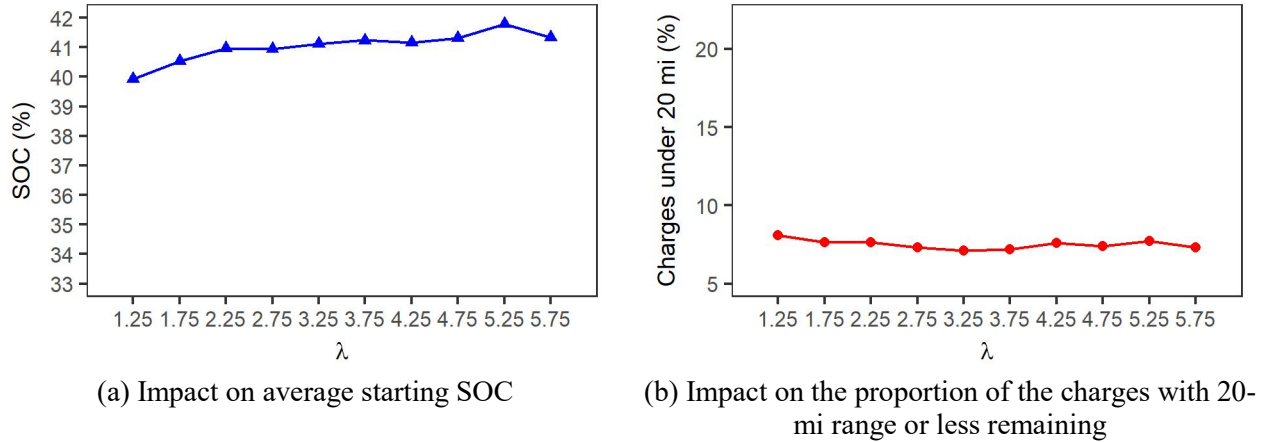 SOC (%)
42
41
40
39
38
37
36
35
34
33
1.25 1.75 2.25 2.75 3.25 3.75 4.25 4.75 5.25 5.75
λ
(a) Impact on average starting SOC
Charges under 20 mi (%)
20
15
10
5
1.25 1.75 2.25 2.75 3.25 3.75 4.25 4.75 5.25 5.75
λ
(b) Impact on the proportion of the charges with 20-
mi range or less remaining